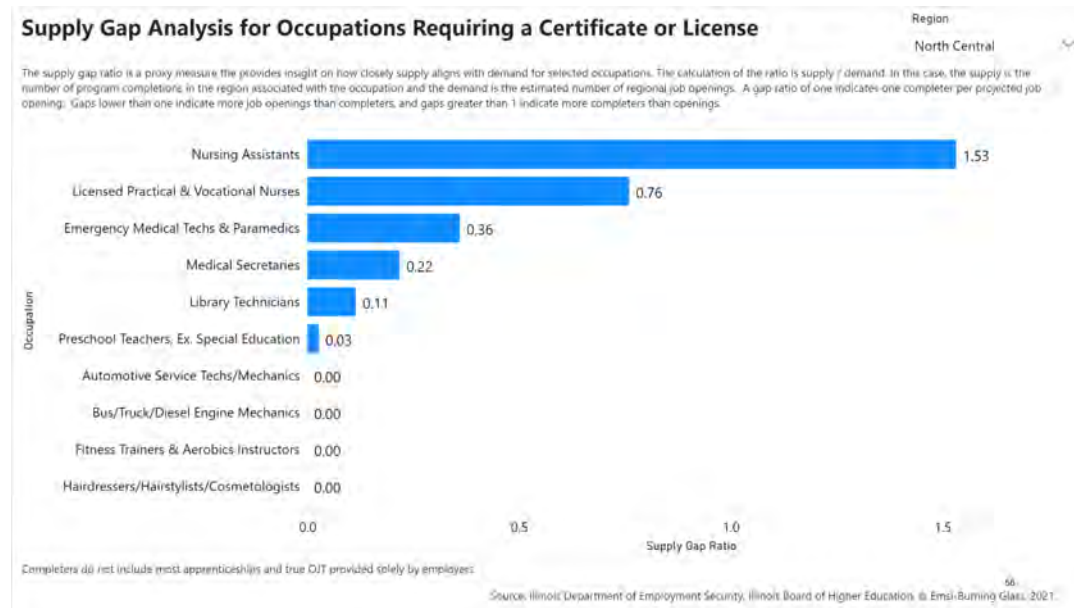 Supply Gap Analysis for Occupations Requiring a Certificate or License
Region
North Central
The supply gap ratio is a proxy measure the provides insight on how closely supply aligns with demand for selected occupations. The calculation of the ratio is supply / demand. In this case, the supply is the
number of program completions in the region associated with the occupation and the demand is the estimated number of regional job openings. A gap ratio of one indicates one completer per projected job
opening. Gaps lower than one indicate more job openings than completers, and gaps greater than 1 indicate more completers than openings.
Nursing Assistants 1.53
Licensed Practical & Vocational Nurses 0.76
Emergency Medical Techs & Paramedics 0.36
Medical Secretaries 0.22
Library Technicians 0.11
Preschool Teachers, Ex. Special Education 0.03
Automotive Service Techs/Mechanics 0.00
Bus/Truck/Diesel Engine Mechanics 0.00
Fitness Trainers & Aerobics Instructors 0.00
Hairdressers/Hairstylists/Cosmetologists 0.00
Occupation
0.0 0.5 1.0 1.5
Supply Gap Ratio
Completers do not include most apprenticeships and true OJT provided solely by employers
66
Source: Illinois Department of Employment Security, Illinois Board of Higher Education, © Emsi-Burning Glass, 2021.